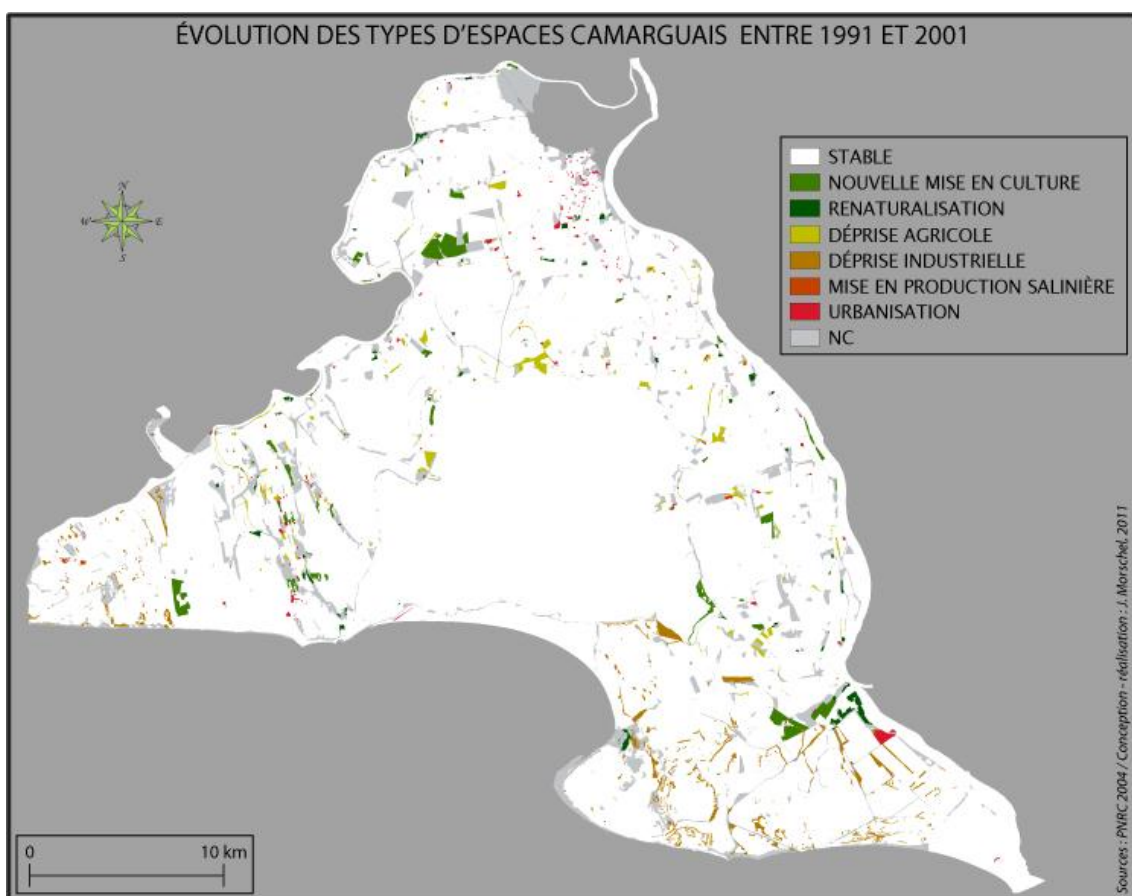 ÉVOLUTION DES TYPES D'ESPACES CAMARGUAIS ENTRE 1991 ET 2001
N
W
E
S
STABLE
NOUVELLE MISE EN CULTURE
RENATURALISATION
DÉPRISE AGRICOLE
DÉPRISE INDUSTRIELLE
MISE EN PRODUCTION SALINIÈRE
URBANISATION
NC
0 10 km
Sources : PNRC 2004 / Conception - réalisation : J. Morschel, 2011